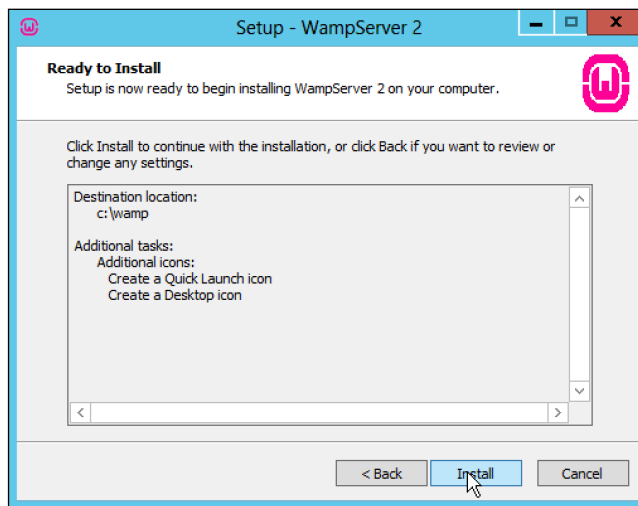 Setup - WampServer 2
Ready to Install
Setup is now ready to begin installing WampServer 2 on your computer.
Click Install to continue with the installation, or click Back if you want to review or
change any settings.
Destination location:
c:\wamp
Additional tasks:
Additional icons:
Create a Quick Launch icon
Create a Desktop icon
< Back
Install
Cancel